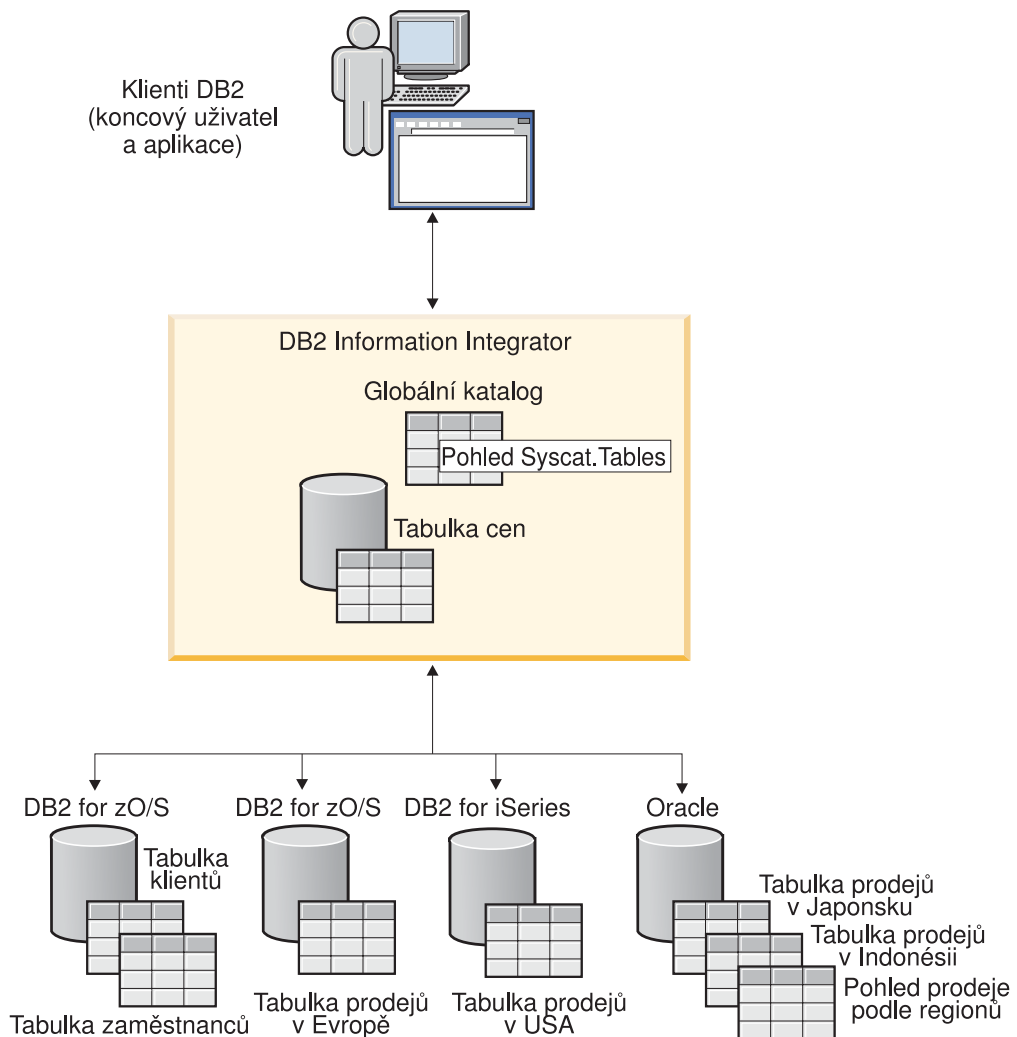 Klienti DB2
(koncový uživatel
a aplikace)
DB2 Information Integrator
Globální katalog
Pohled Syscat.Tables
Tabulka cen
DB2 for zO/S
DB2 for zO/S
DB2 for iSeries
Oracle
Tabulka
klientů
Tabulka zaměstnanců
Tabulka prodejů
v Evropě
Tabulka prodejů
v USA
Tabulka prodejů
v Japonsku
Tabulka prodejů
v Indonésii
Pohled prodeje
podle regionů